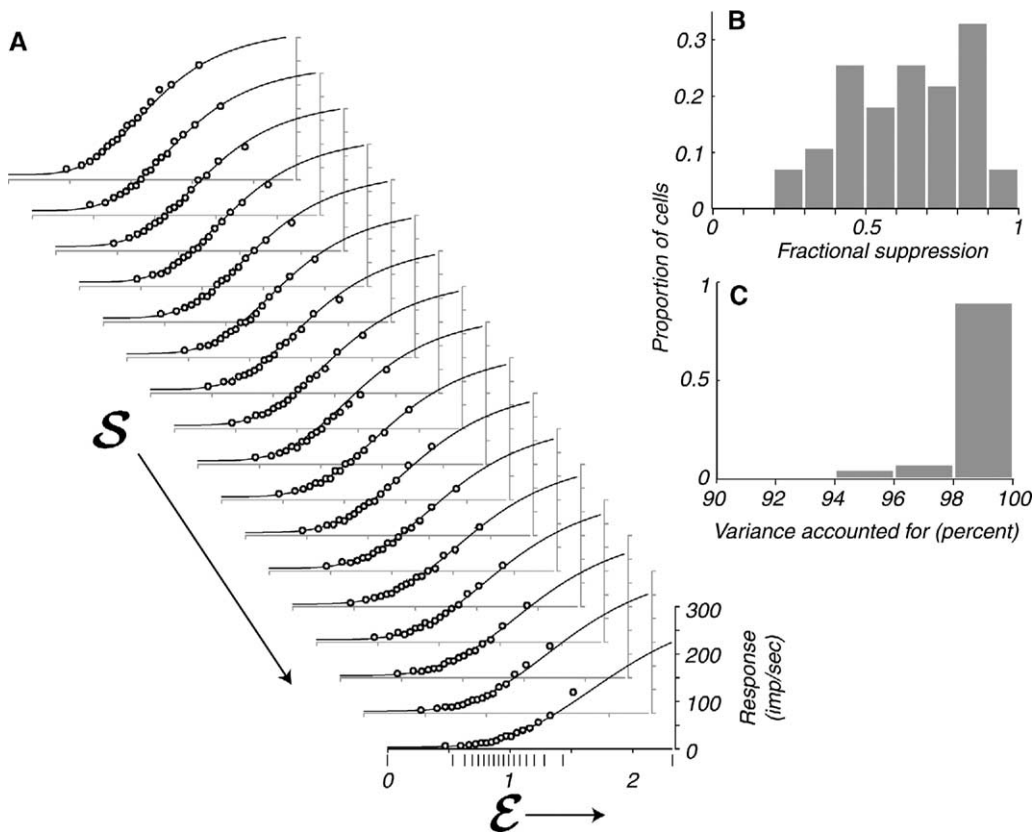 A
S
300
200
100
0
Response
(imp/sec)
0 1 2
E
B
0.3
0.2
0.1
0
0 0.5 1
Fractional suppression
Proportion of cells
C
1
0.5
0
90 92 94 96 98 100
Variance accounted for (percent)